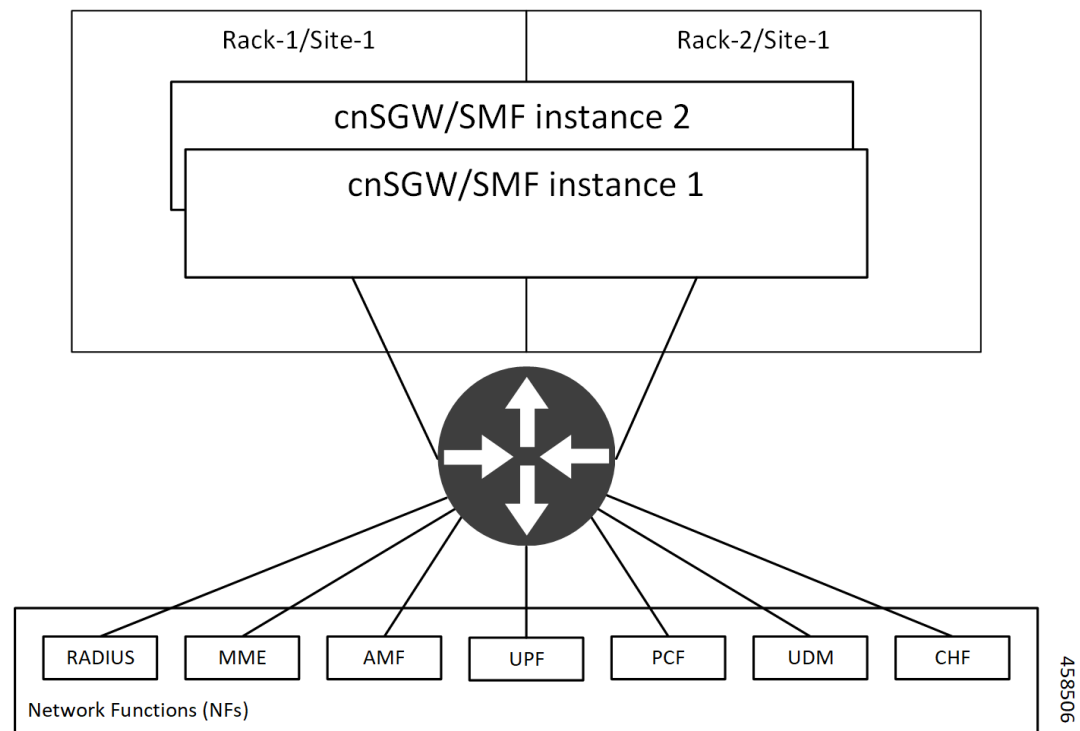 Rack-1/Site-1
Rack-2/Site-1
cnSGW/SMF instance 2
cnSGW/SMF instance 1
RADIUS
MME
AMF
UPF
PCF
UDM
CHF
Network Functions (NFs)
458506